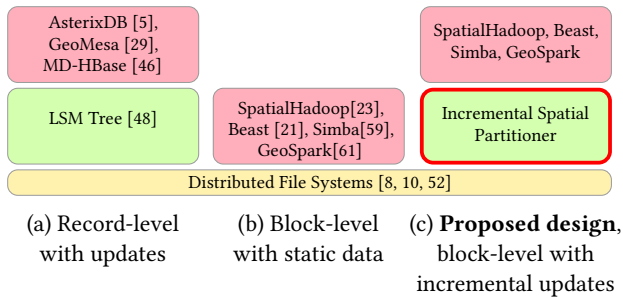 AsterixDB [5],
GeoMesa [29],
MD-HBase [46]
SpatialHadoop, Beast,
Simba, GeoSpark
LSM Tree [48]
SpatialHadoop[23],
Beast [21], Simba[59],
GeoSpark[61]
Incremental Spatial
Partitioner
Distributed File Systems [8, 10, 52]
(a) Record-level
with updates
(b) Block-level
with static data
(c) Proposed design,
block-level with
incremental updates